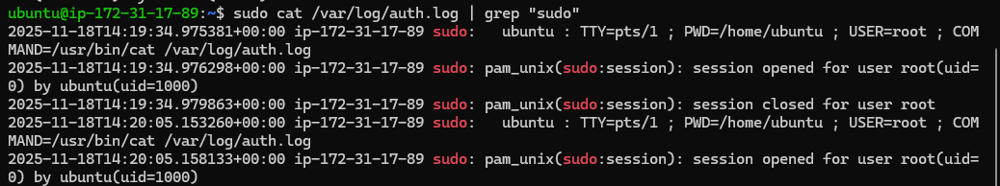 ubuntu@ip-172-31-17-89:~$ sudo cat /var/log/auth.log | grep "sudo"
2025-11-18T14:19:34.975381+00:00 ip-172-31-17-89 sudo:   ubuntu : TTY=pts/1 ; PWD=/home/ubuntu ; USER=root ; COM
MAND=/usr/bin/cat /var/log/auth.log
2025-11-18T14:19:34.976298+00:00 ip-172-31-17-89 sudo: pam_unix(sudo:session): session opened for user root(uid=
0) by ubuntu(uid=1000)
2025-11-18T14:19:34.979863+00:00 ip-172-31-17-89 sudo: pam_unix(sudo:session): session closed for user root
2025-11-18T14:20:05.153260+00:00 ip-172-31-17-89 sudo:   ubuntu : TTY=pts/1 ; PWD=/home/ubuntu ; USER=root ; COM
MAND=/usr/bin/cat /var/log/auth.log
2025-11-18T14:20:05.158133+00:00 ip-172-31-17-89 sudo: pam_unix(sudo:session): session opened for user root(uid=
0) by ubuntu(uid=1000)